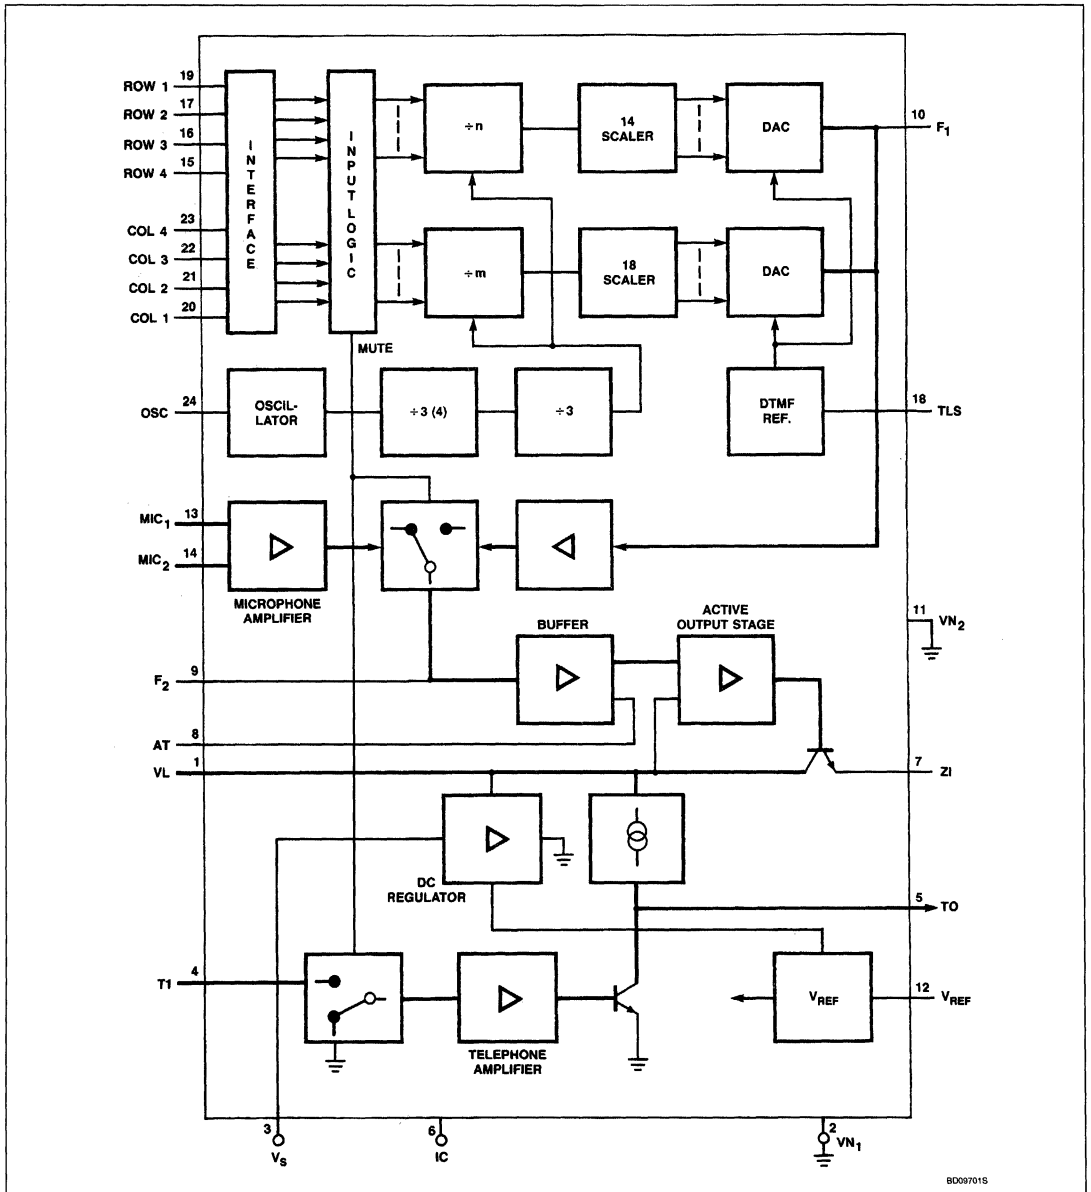 ROW 1 19
ROW 2 17
ROW 3 16
ROW 4 15
COL 4 23
COL 3 22
COL 2 21
COL 1 20
INTERFACE
INPUT LOGIC
÷n
14
SCALER
DAC
10 F1
÷m
18
SCALER
DAC
MUTE
OSC 24
OSCIL-
LATOR
÷3 (4)
÷3
DTMF
REF.
18 TLS
MIC1 13
MIC2 14
MICROPHONE
AMPLIFIER
11 VN2
BUFFER
ACTIVE
OUTPUT STAGE
F2 9
AT 8
VL 1
7 ZI
DC
REGULATOR
5 TO
T1 4
TELEPHONE
AMPLIFIER
VREF
12 VREF
3
VS
6
IC
2
VN1
BD09701S